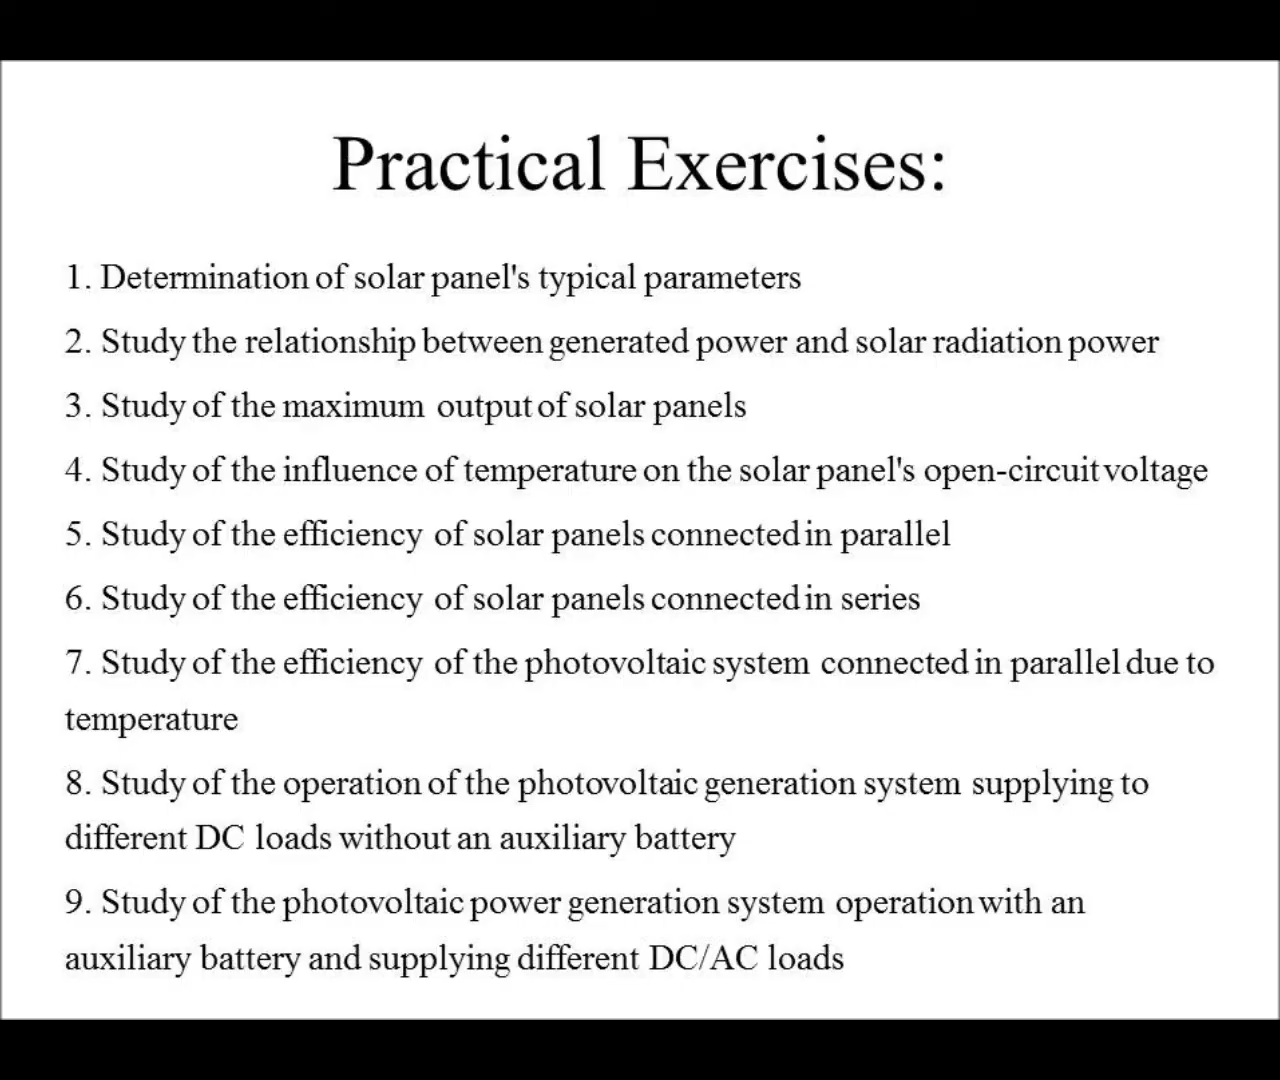 Practical Exercises:
1. Determination of solar panel's typical parameters
2. Study the relationship between generated power and solar radiation power
3. Study of the maximum output of solar panels
4. Study of the influence of temperature on the solar panel's open-circuit voltage
5. Study of the efficiency of solar panels connected in parallel
6. Study of the efficiency of solar panels connected in series
7. Study of the efficiency of the photovoltaic system connected in parallel due to
temperature
8. Study of the operation of the photovoltaic generation system supplying to
different DC loads without an auxiliary battery
9. Study of the photovoltaic power generation system operation with an
auxiliary battery and supplying different DC/AC loads